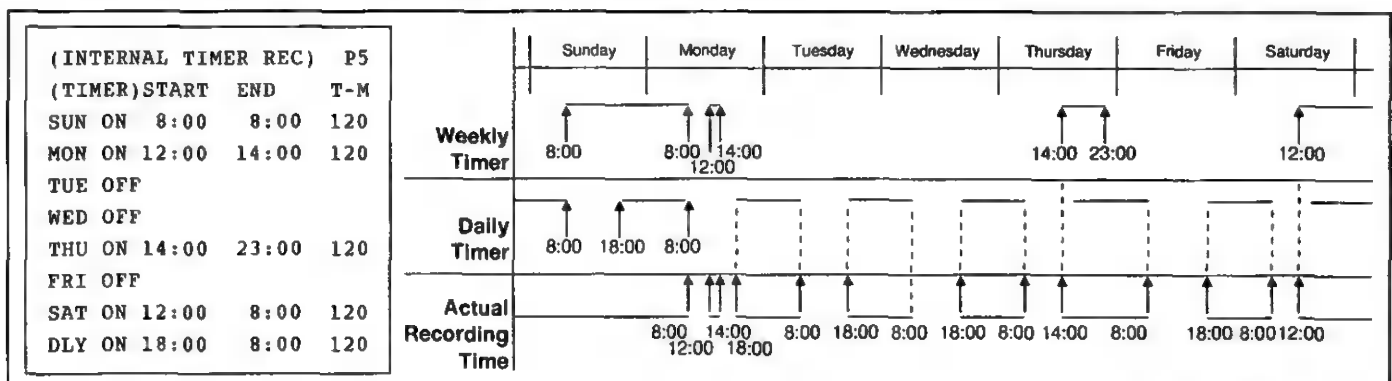 (INTERNAL TIMER REC) P5
(TIMER)START END T-M
SUN ON 8:00 8:00 120
MON ON 12:00 14:00 120
TUE OFF
WED OFF
THU ON 14:00 23:00 120
FRI OFF
SAT ON 12:00 8:00 120
DLY ON 18:00 8:00 120
Sunday Monday Tuesday Wednesday Thursday Friday Saturday
Weekly Timer
8:00 8:00 14:00 14:00 23:00 12:00
12:00
Daily Timer
8:00 18:00 8:00
Actual Recording Time
8:00 14:00 8:00 18:00 8:00 18:00 8:00 14:00 8:00 18:00 8:00 12:00
12:00 18:00